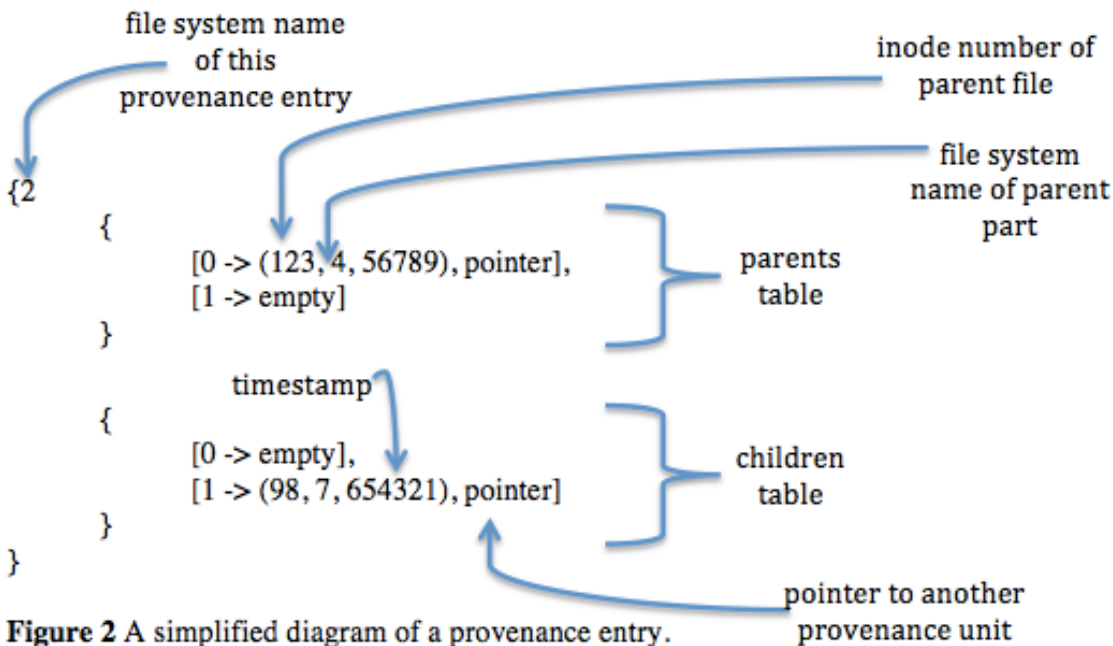 file system name
of this
provenance entry
inode number of
parent file
file system
name of parent
part
{2
{
[0 -> (123, 4, 56789), pointer],
[1 -> empty]
}
parents
table
timestamp
{
[0 -> empty],
[1 -> (98, 7, 654321), pointer]
}
}
children
table
pointer to another
provenance unit
Figure 2 A simplified diagram of a provenance entry.